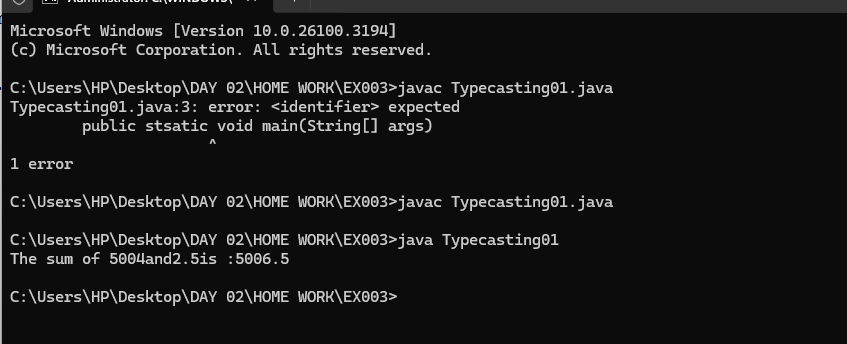 Microsoft Windows [Version 10.0.26100.3194]
(c) Microsoft Corporation. All rights reserved.
C:\Users\HP\Desktop\DAY 02\HOME WORK\EX003>javac Typecasting01.java
Typecasting01.java:3: error: <identifier> expected
        public stsatic void main(String[] args)
                      ^
1 error
C:\Users\HP\Desktop\DAY 02\HOME WORK\EX003>javac Typecasting01.java
C:\Users\HP\Desktop\DAY 02\HOME WORK\EX003>java Typecasting01
The sum of 5004and2.5is :5006.5
C:\Users\HP\Desktop\DAY 02\HOME WORK\EX003>